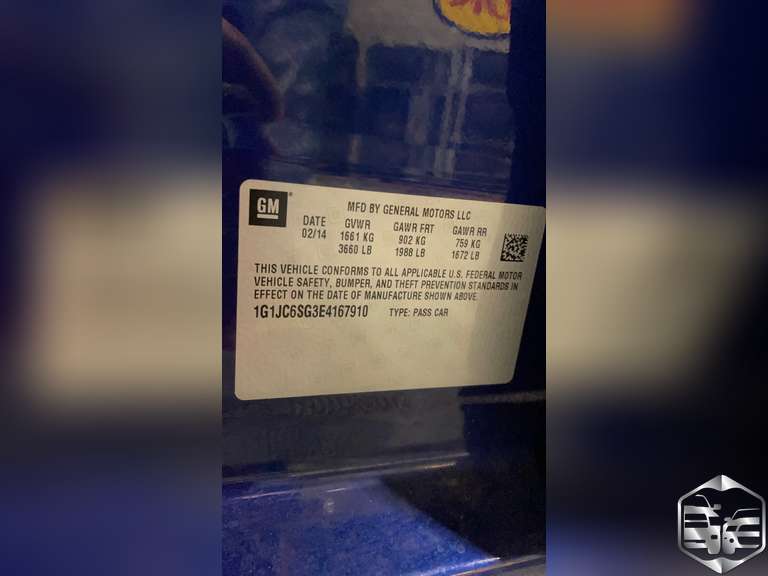 GM
MFD BY GENERAL MOTORS LLC
DATE GVWR GAWR FRT GAWR RR
02/14 1661 KG 902 KG 759 KG
3660 LB 1988 LB 1672 LB
THIS VEHICLE CONFORMS TO ALL APPLICABLE U.S. FEDERAL MOTOR
VEHICLE SAFETY, BUMPER, AND THEFT PREVENTION STANDARDS IN
EFFECT ON THE DATE OF MANUFACTURE SHOWN ABOVE.
1G1JC6SG3E4167910 TYPE: PASS CAR